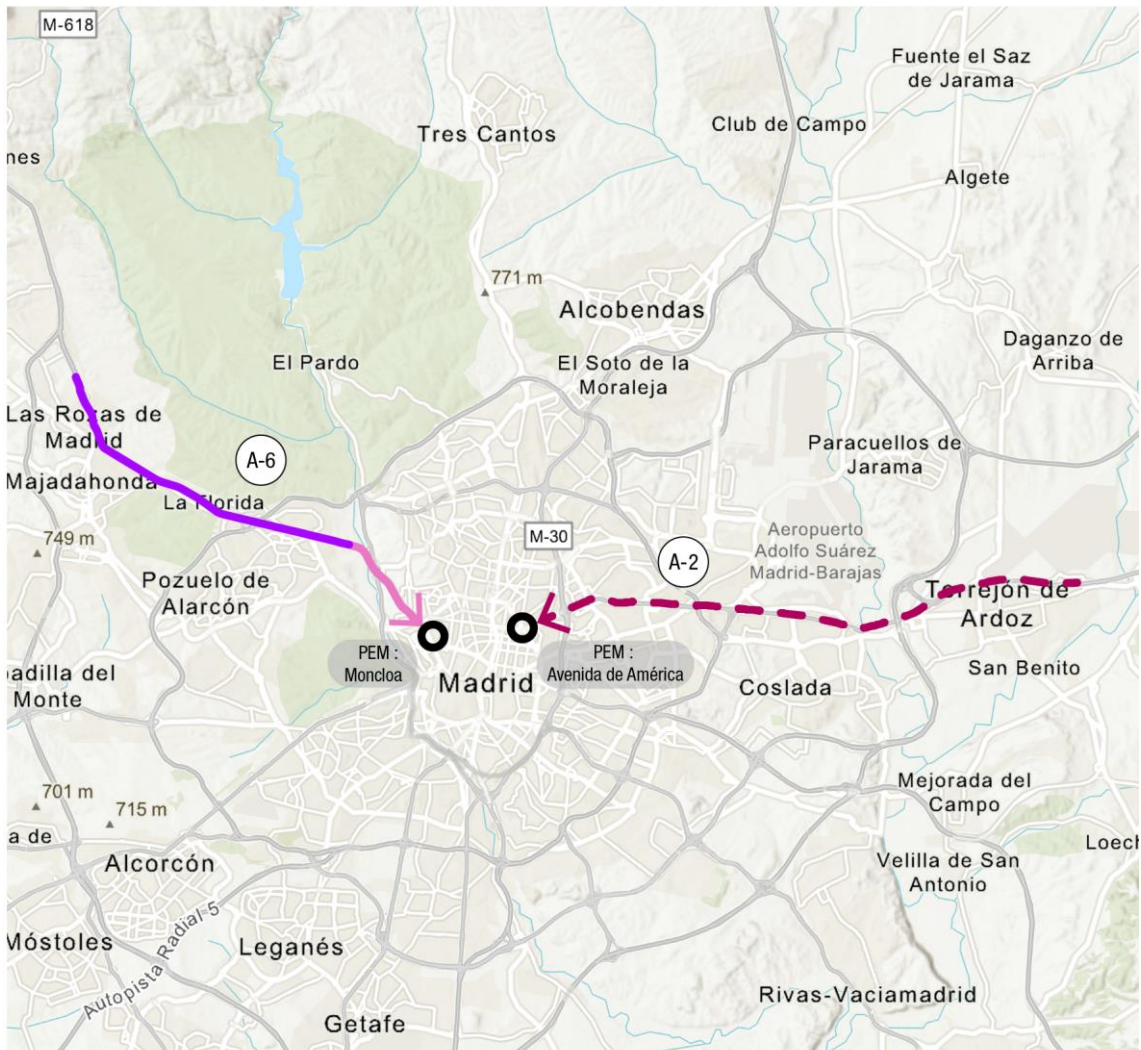 M-618
Fuente el Saz
de Jarama
Tres Cantos
Club de Campo
nes
Algete
771 m
Alcobendas
Daganzo de
Arriba
El Pardo
El Soto de la
Moraleja
Las Rozas de
Madrid
A-6
Paracuellos de
Jarama
Majadahonda
La Florida
749 m
M-30
Aeropuerto
Adolfo Suárez
Madrid-Barajas
A-2
Pozuelo de
Alarcón
Torrejón de
Ardoz
PEM :
Moncloa
PEM :
Avenida de América
San Benito
adilla del
Monte
Madrid
Coslada
701 m
715 m
Mejorada del
Campo
a de
Alcorcón
Loech
Velilla de San
Antonio
Autopista Radial 5
Móstoles
Leganés
Rivas-Vaciamadrid
Getafe